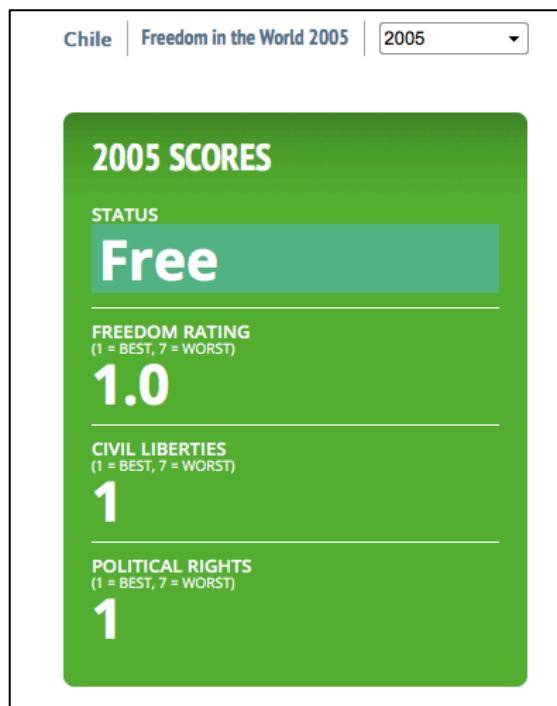 Chile Freedom in the World 2005 2005
2005 SCORES
STATUS
Free
FREEDOM RATING
(1 = BEST, 7 = WORST)
1.0
CIVIL LIBERTIES
(1 = BEST, 7 = WORST)
1
POLITICAL RIGHTS
(1 = BEST, 7 = WORST)
1